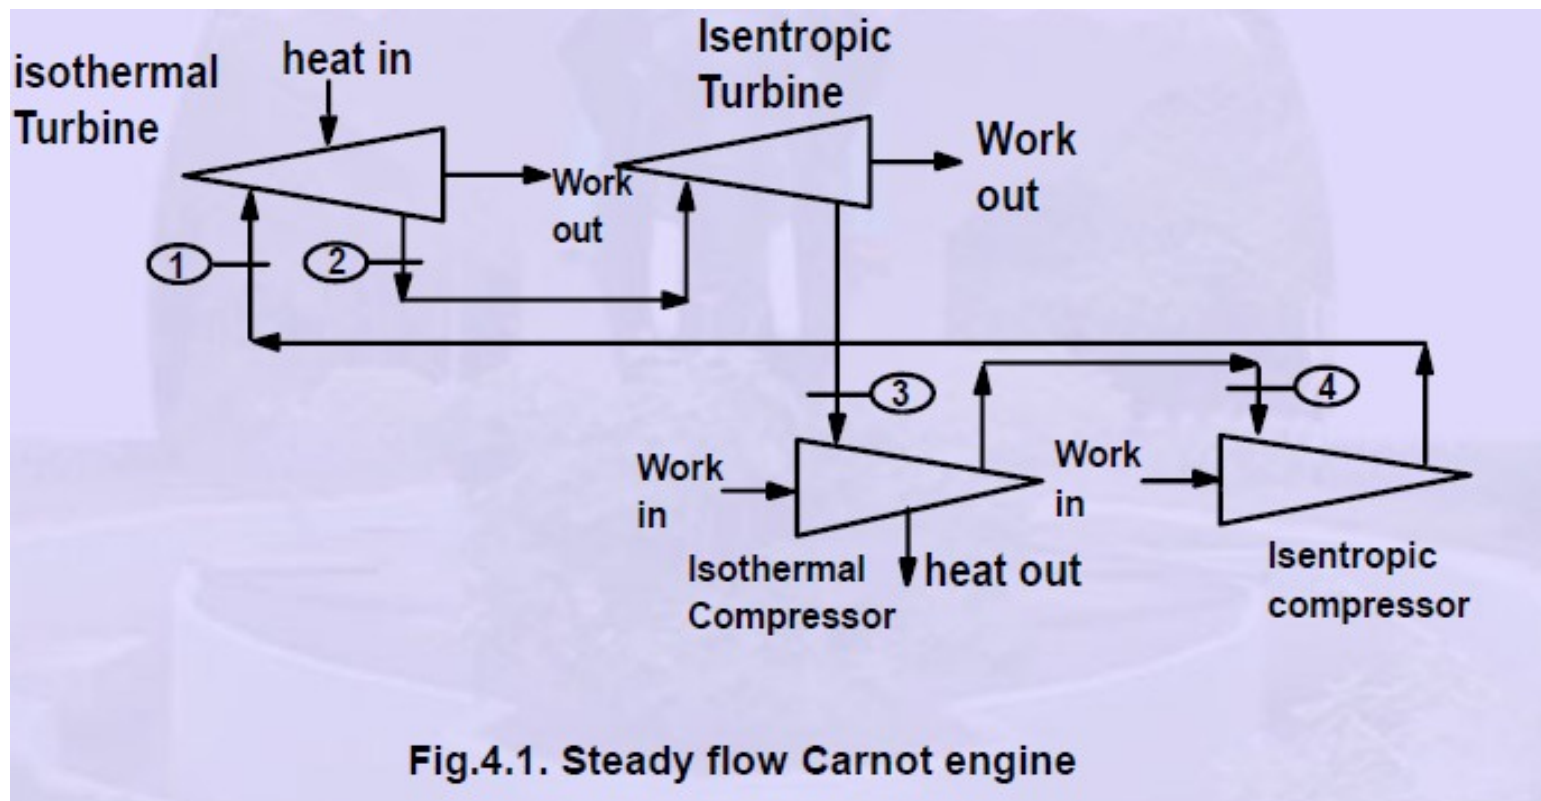 isothermal
Turbine
heat in
Isentropic
Turbine
Work
out
Work
out
1
2
3
4
Work
in
Isothermal
Compressor
heat out
Work
in
Isentropic
compressor
Fig.4.1. Steady flow Carnot engine